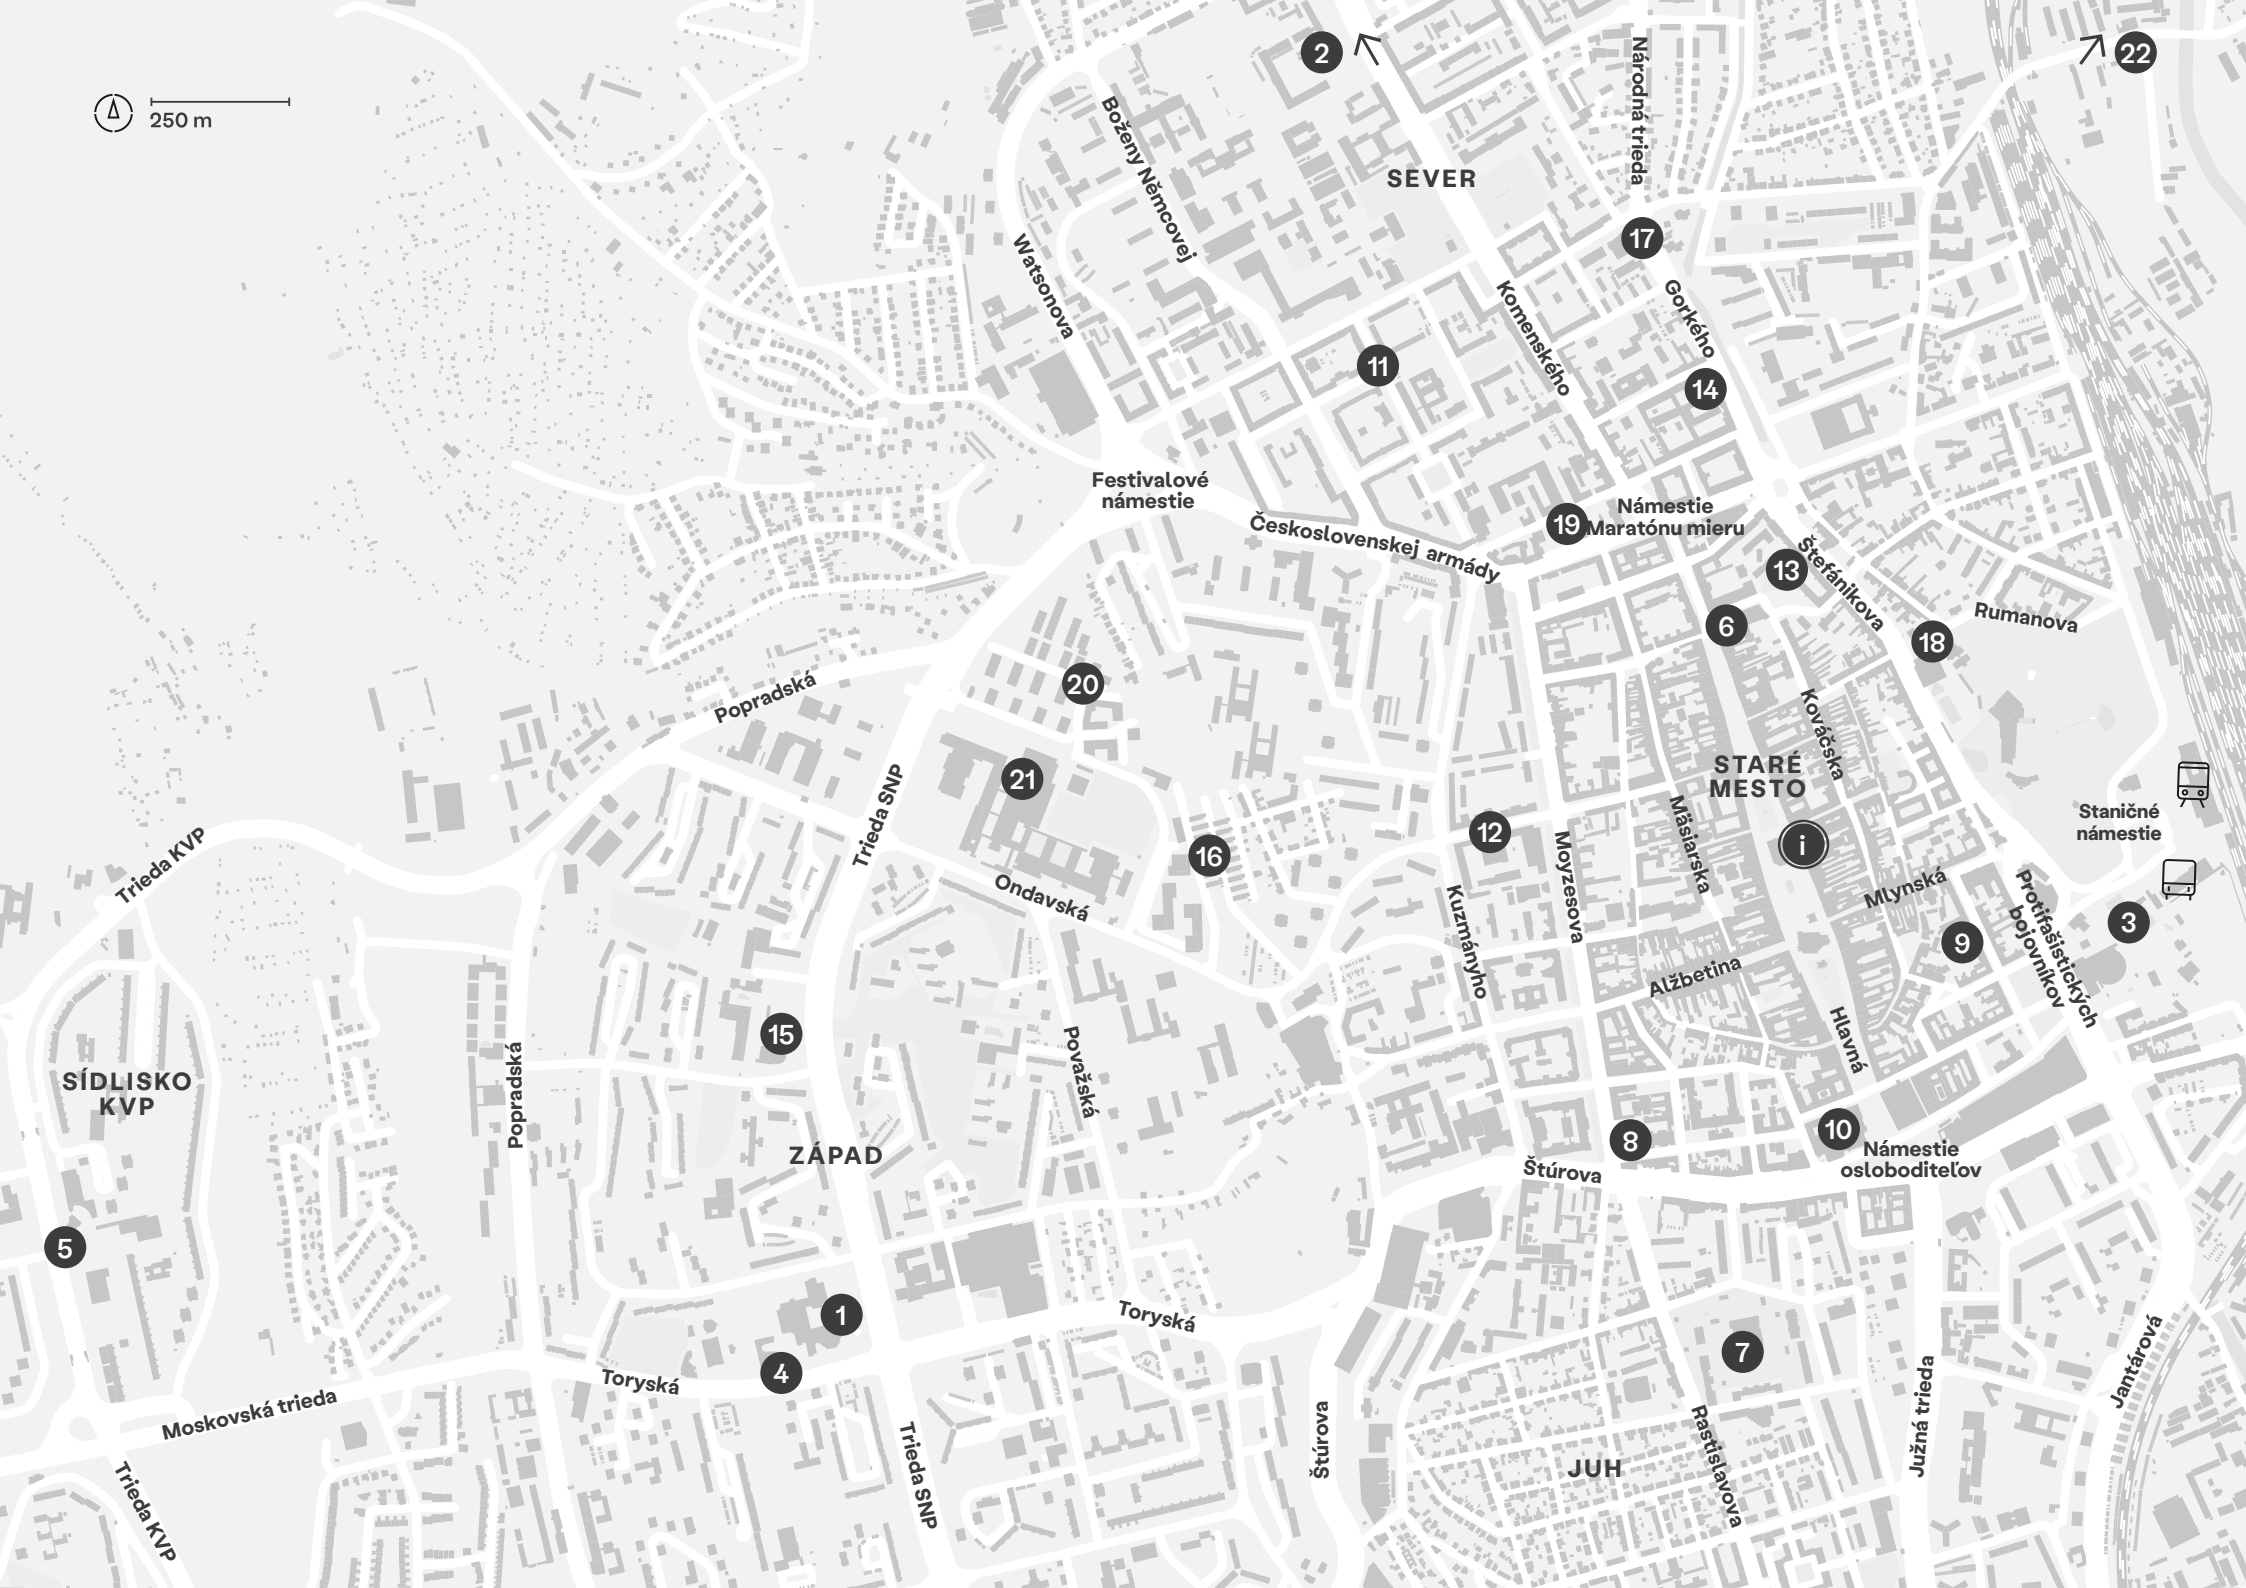 2
22
Národná trieda
250 m
Boženy Němcovej
SEVER
17
Watsonova
Komenského
Gorkého
11
14
Festivalové
námestie
Československej armády
19
Námestie
Maratónu mieru
13
Štefánikova
6
18
Rumanova
20
Popradská
Kováčska
21
STARÉ
MESTO
Trieda SNP
Mäsiarska
12
i
Staničné
námestie
Trieda KVP
16
Moyzesova
Ondavská
Kuzmányho
Mlynská
Protifašistických
bojovníkov
3
9
Alžbetina
15
Hlavná
Považská
SÍDLISKO
KVP
Popradská
ZÁPAD
8
10
Námestie
osloboditeľov
Štúrova
5
1
Toryská
7
4
Toryská
Jantárová
Moskovská trieda
Štúrova
Južná trieda
Rastislavova
JUH
Trieda SNP
Trieda KVP